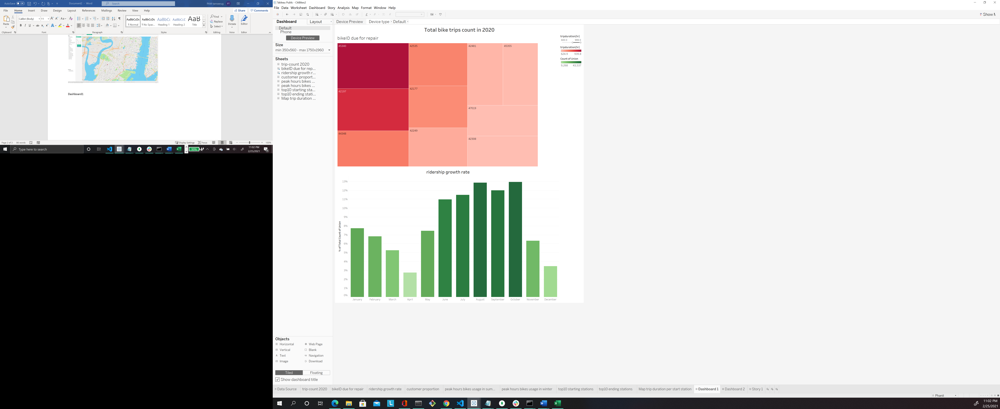 AutoSave Off Document2 - Word Search PAM tameerug PT
File Home Insert Draw Design Layout References Mailings Review View Help Share Comments
Paste Calibri (Body) 11 AaBbCcDc AaBbCcDc AaBbCc AaBbCcD AaB Find Replace Select Dictate Editor
¶ Normal ¶ No Spac... Heading 1 Heading 2 Title
Clipboard Font Paragraph Styles Editing Voice Editor
Dashboard1
Page 2 of 3 86 words Display Settings Focus 100%
Type here to search 99% 11:02 PM
2/25/2021
Tableau Public - CitiBikes2
File Data Worksheet Dashboard Story Analysis Map Format Window Help
Show M
Dashboard Layout Device Preview Device type Default
Default
Phone
Device Preview
Size
min 350x560 - max 1750x1960
Sheets
trip-count 2020
bikeID due for rep...
ridership growth r...
customer proport...
peak hours bikes ...
peak hours bikes ...
top10 starting sta...
top10 ending stati...
Map trip duration ...
Objects
Horizontal Web Page
Vertical Blank
Text Navigation
Image Download
Tiled Floating
Show dashboard title
Total bike trips count in 2020
bikeID due for repair
45340 42535 42481 45355
42197 42177 47019
44348 42249 42308
tripduration(hr)
600.0 999.0
tripduration(hr)
624.9 939.8
Count of Union
9,268 43,537
ridership growth rate
% of Total Count of Union
13%
12%
11%
10%
9%
8%
7%
6%
5%
4%
3%
2%
1%
0%
January February March April May June July August September October November December
Data Source trip-count 2020 bikeID due for repair ridership growth rate customer proportion peak hours bikes usage in sum... peak hours bikes usage in winter top10 starting stations top10 ending stations Map trip duration per start station Dashboard 1 Dashboard 2 Story 1
Phanit
11:02 PM
2/25/2021